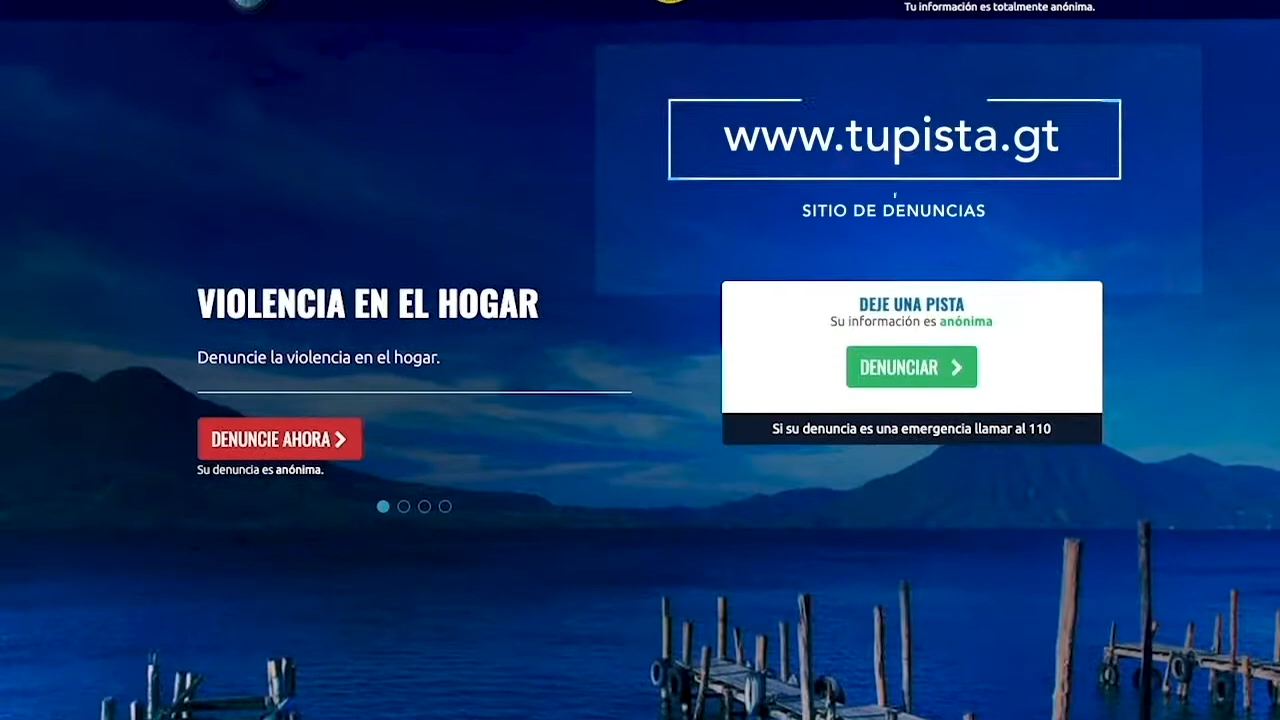 Tu información es totalmente anónima.
www.tupista.gt
SITIO DE DENUNCIAS
VIOLENCIA EN EL HOGAR
Denuncie la violencia en el hogar.
DENUNCIE AHORA
Su denuncia es anónima.
DEJE UNA PISTA
Su información es anónima
DENUNCIAR
Si su denuncia es una emergencia llamar al 110